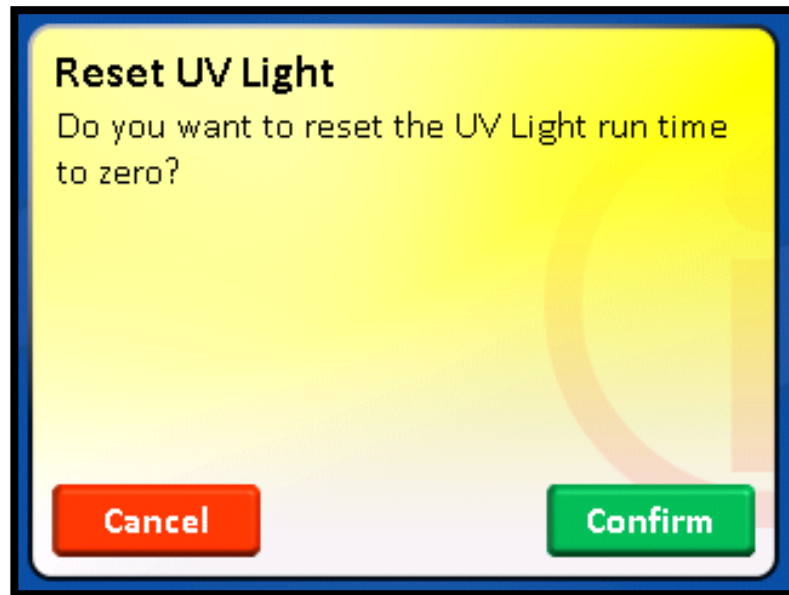 Reset UV Light
Do you want to reset the UV Light run time
to zero?
Cancel
Confirm